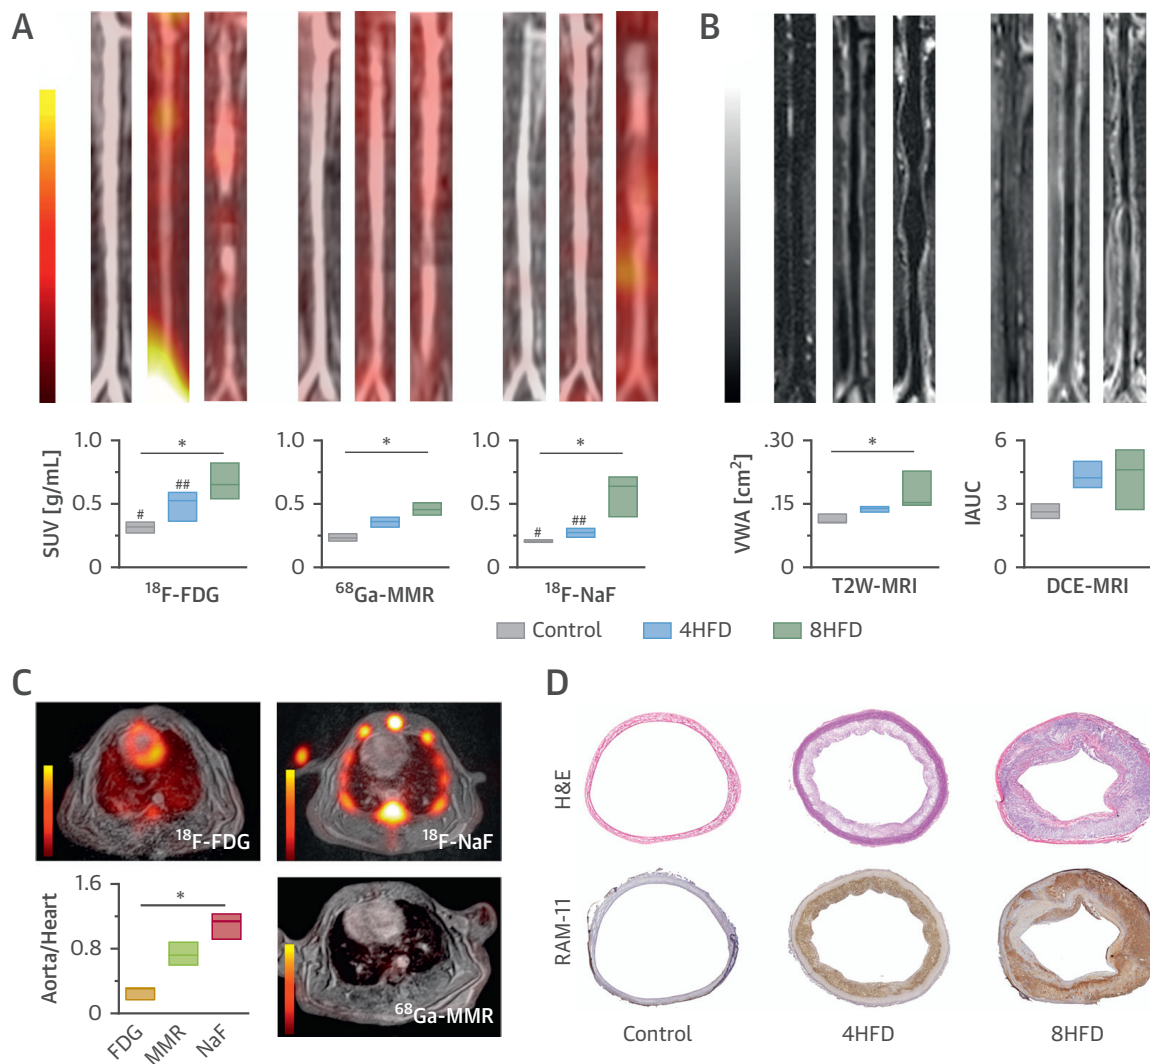 A
B
SUV [g/mL]
1.0
0.5
0
*
#
##
18F-FDG
1.0
0.5
0
*
68Ga-MMR
1.0
0.5
0
*
#
##
18F-NaF
VWA [cm2]
.30
.15
0
*
T2W-MRI
IAUC
6
3
0
DCE-MRI
Control
4HFD
8HFD
C
18F-FDG
18F-NaF
Aorta/Heart
1.6
0.8
0
*
FDG
MMR
NaF
68Ga-MMR
D
H&E
RAM-11
Control
4HFD
8HFD